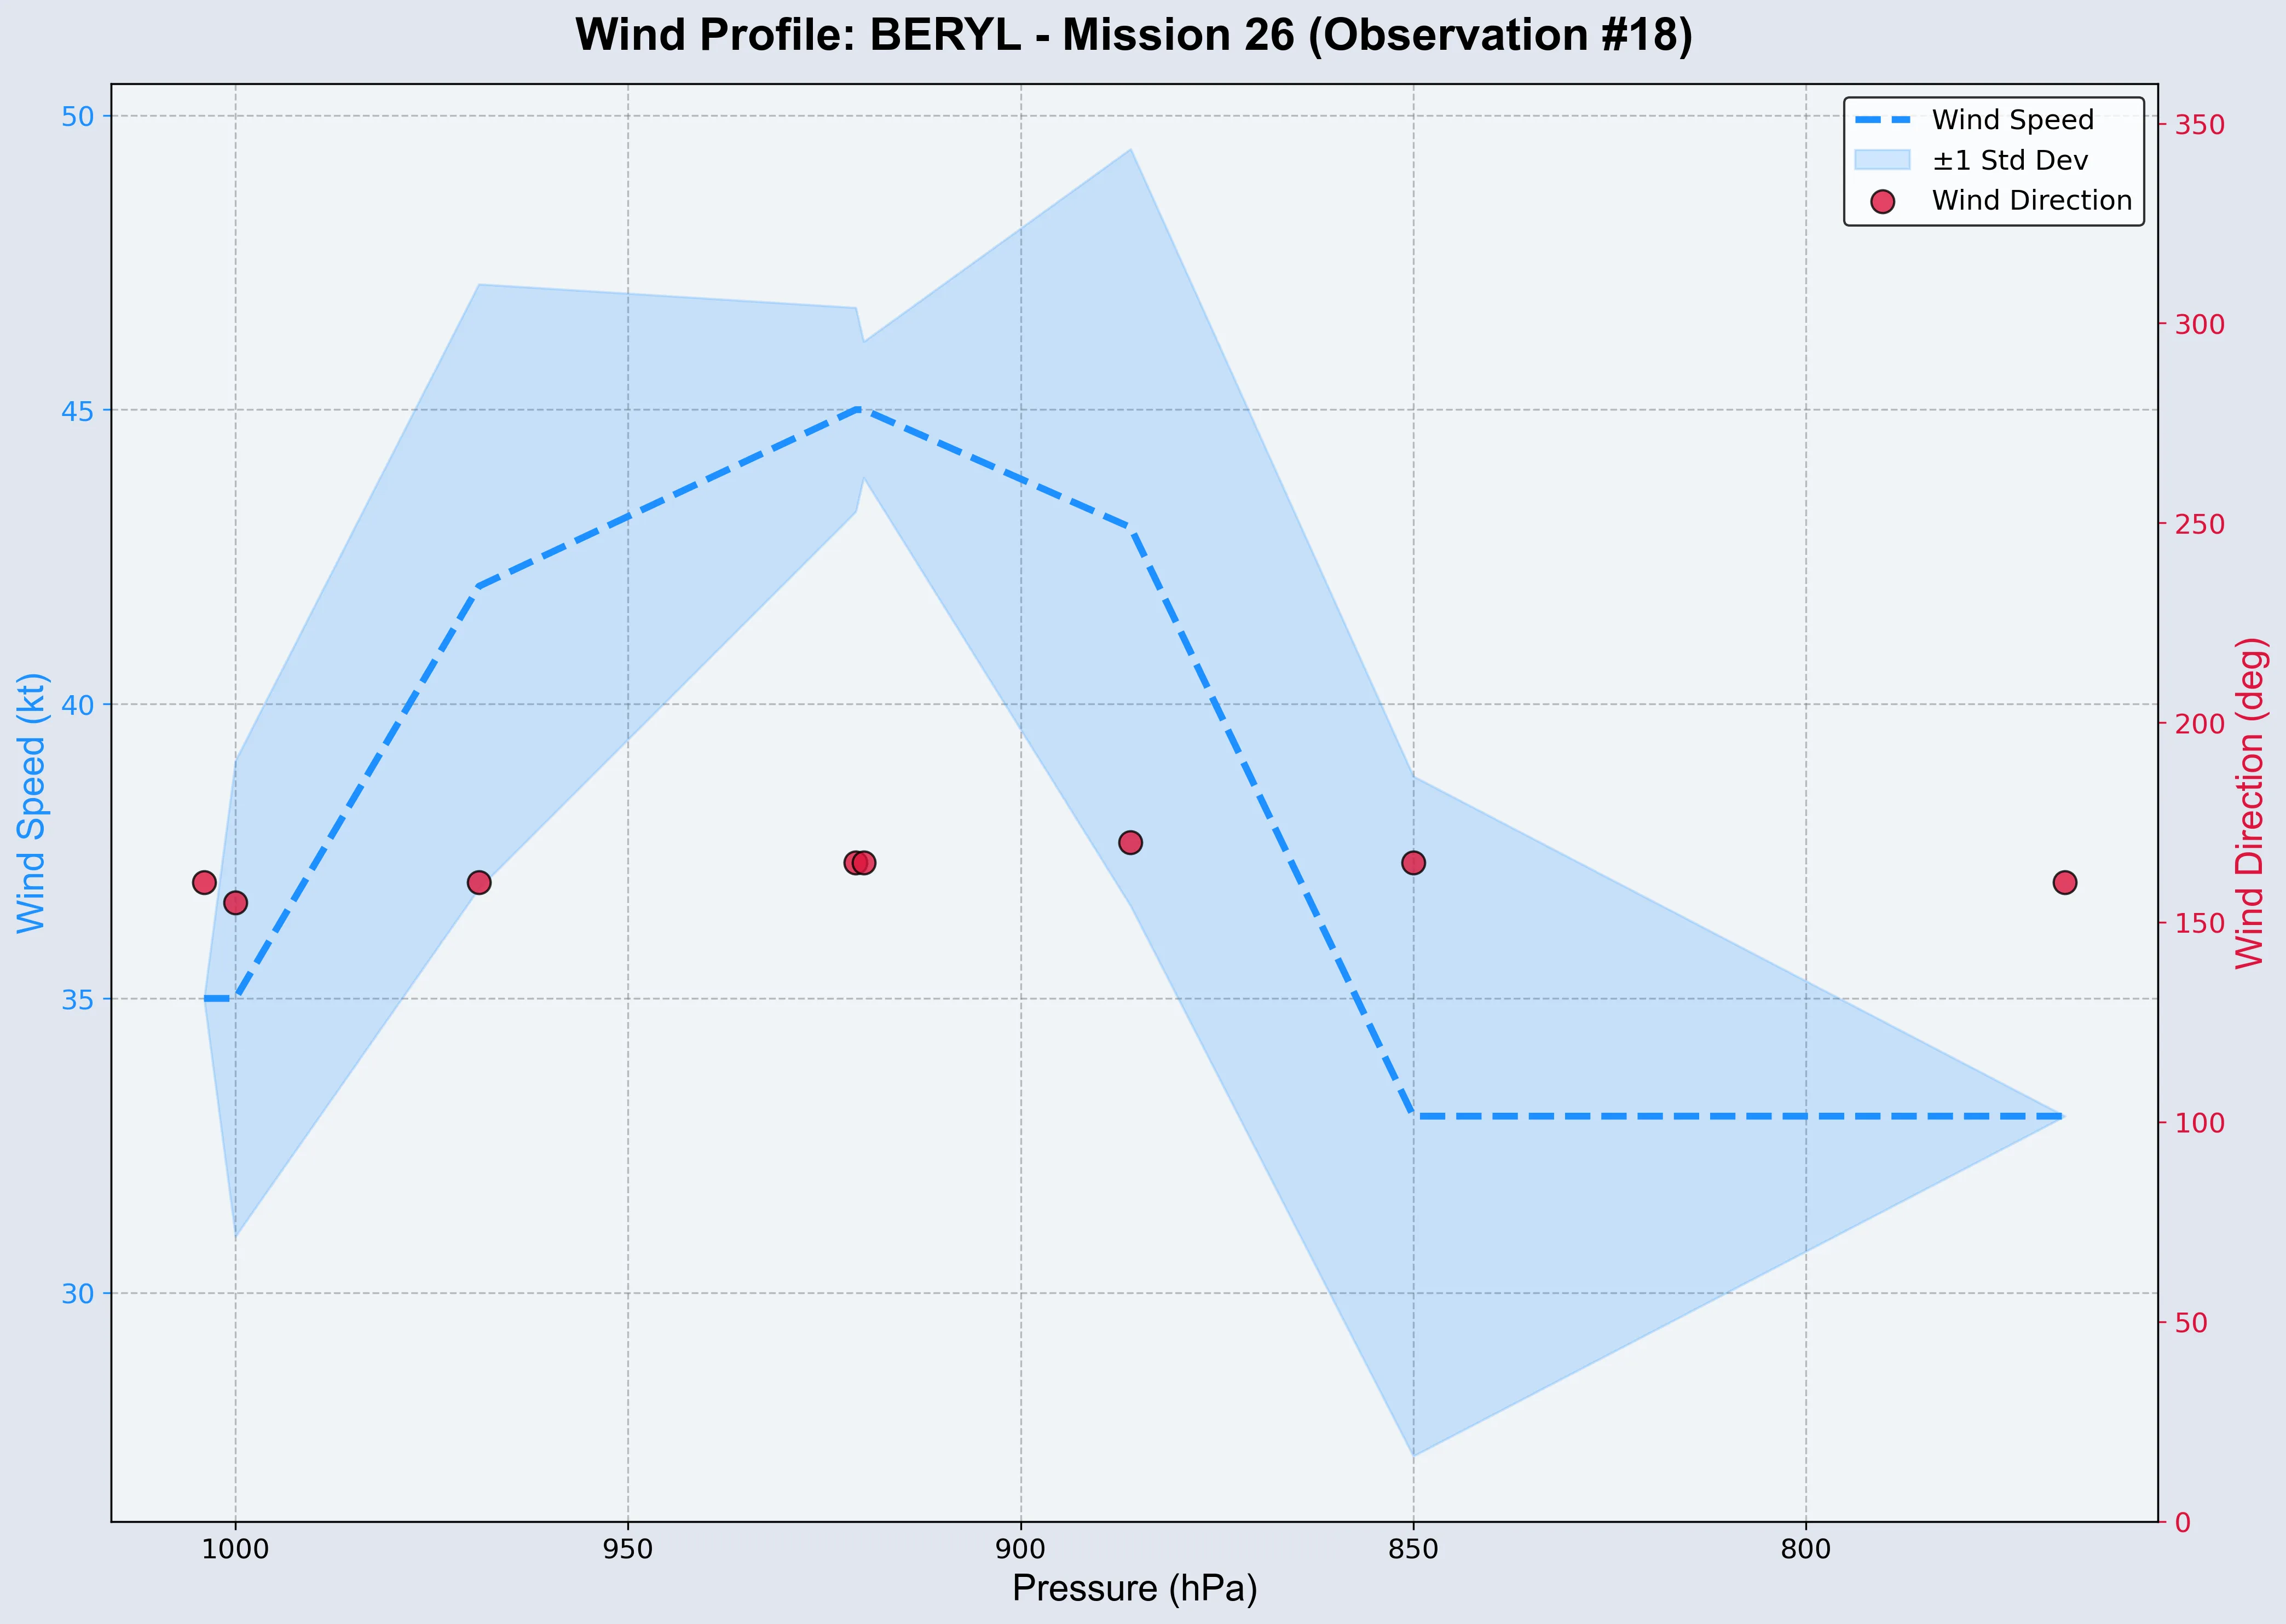 Wind Profile: BERYL - Mission 26 (Observation #18)
Wind Speed
±1 Std Dev
Wind Direction
50
45
40
35
30
Wind Speed (kt)
350
300
250
200
150
100
50
0
Wind Direction (deg)
1000 950 900 850 800
Pressure (hPa)